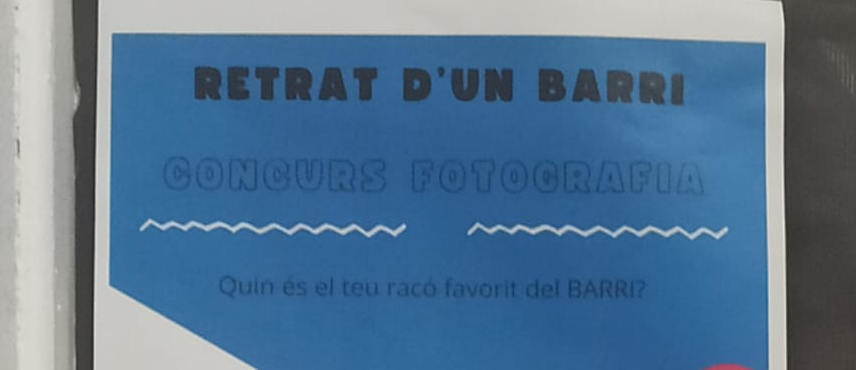 RETRAT D'UN BARRI
CONCURS FOTOGRAFIA
Quin és el teu racó favorit del BARRI?